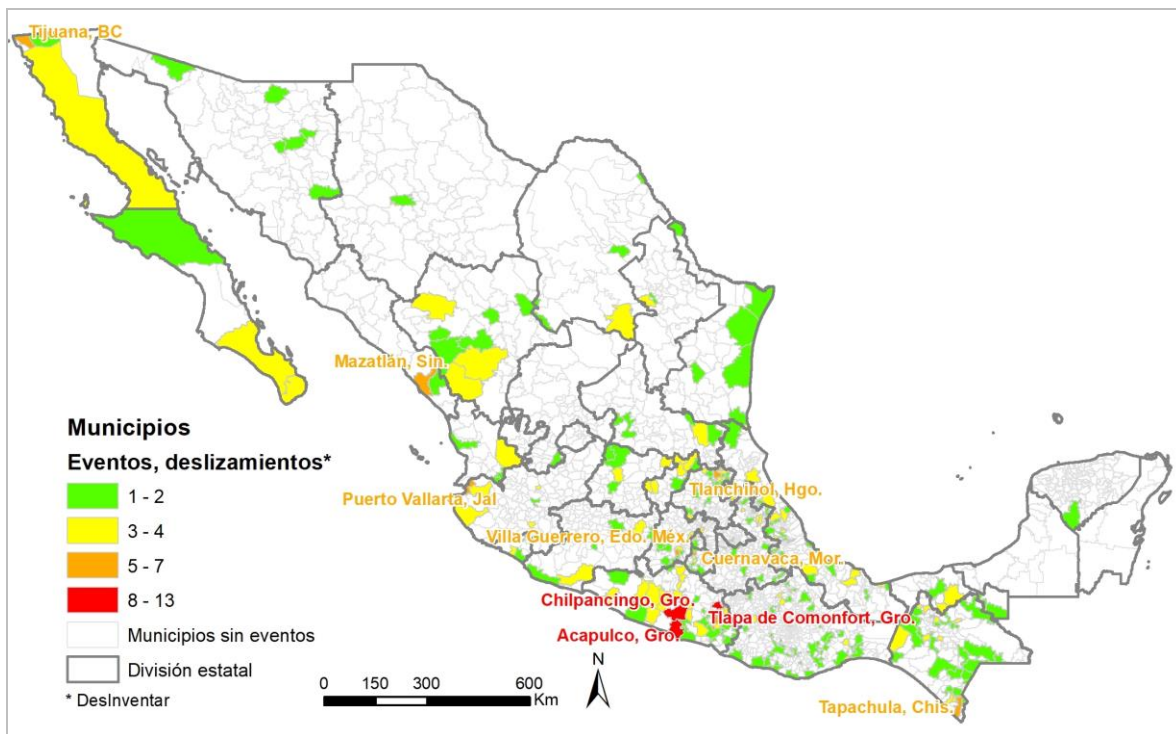 Tijuana, BC
Mazatlán, Sin.
Municipios
Eventos, deslizamientos*
1 - 2
3 - 4
5 - 7
8 - 13
Municipios sin eventos
División estatal
* DesInventar
Puerto Vallarta, Jal
Tlanchinol, Hgo.
Villa Guerrero, Edo. Méx.
Cuernavaca, Mor.
Chilpancingo, Gro.
Tlapa de Comonfort, Gro.
Acapulco, Gro.
Tapachula, Chis.
N
0 150 300 600
Km